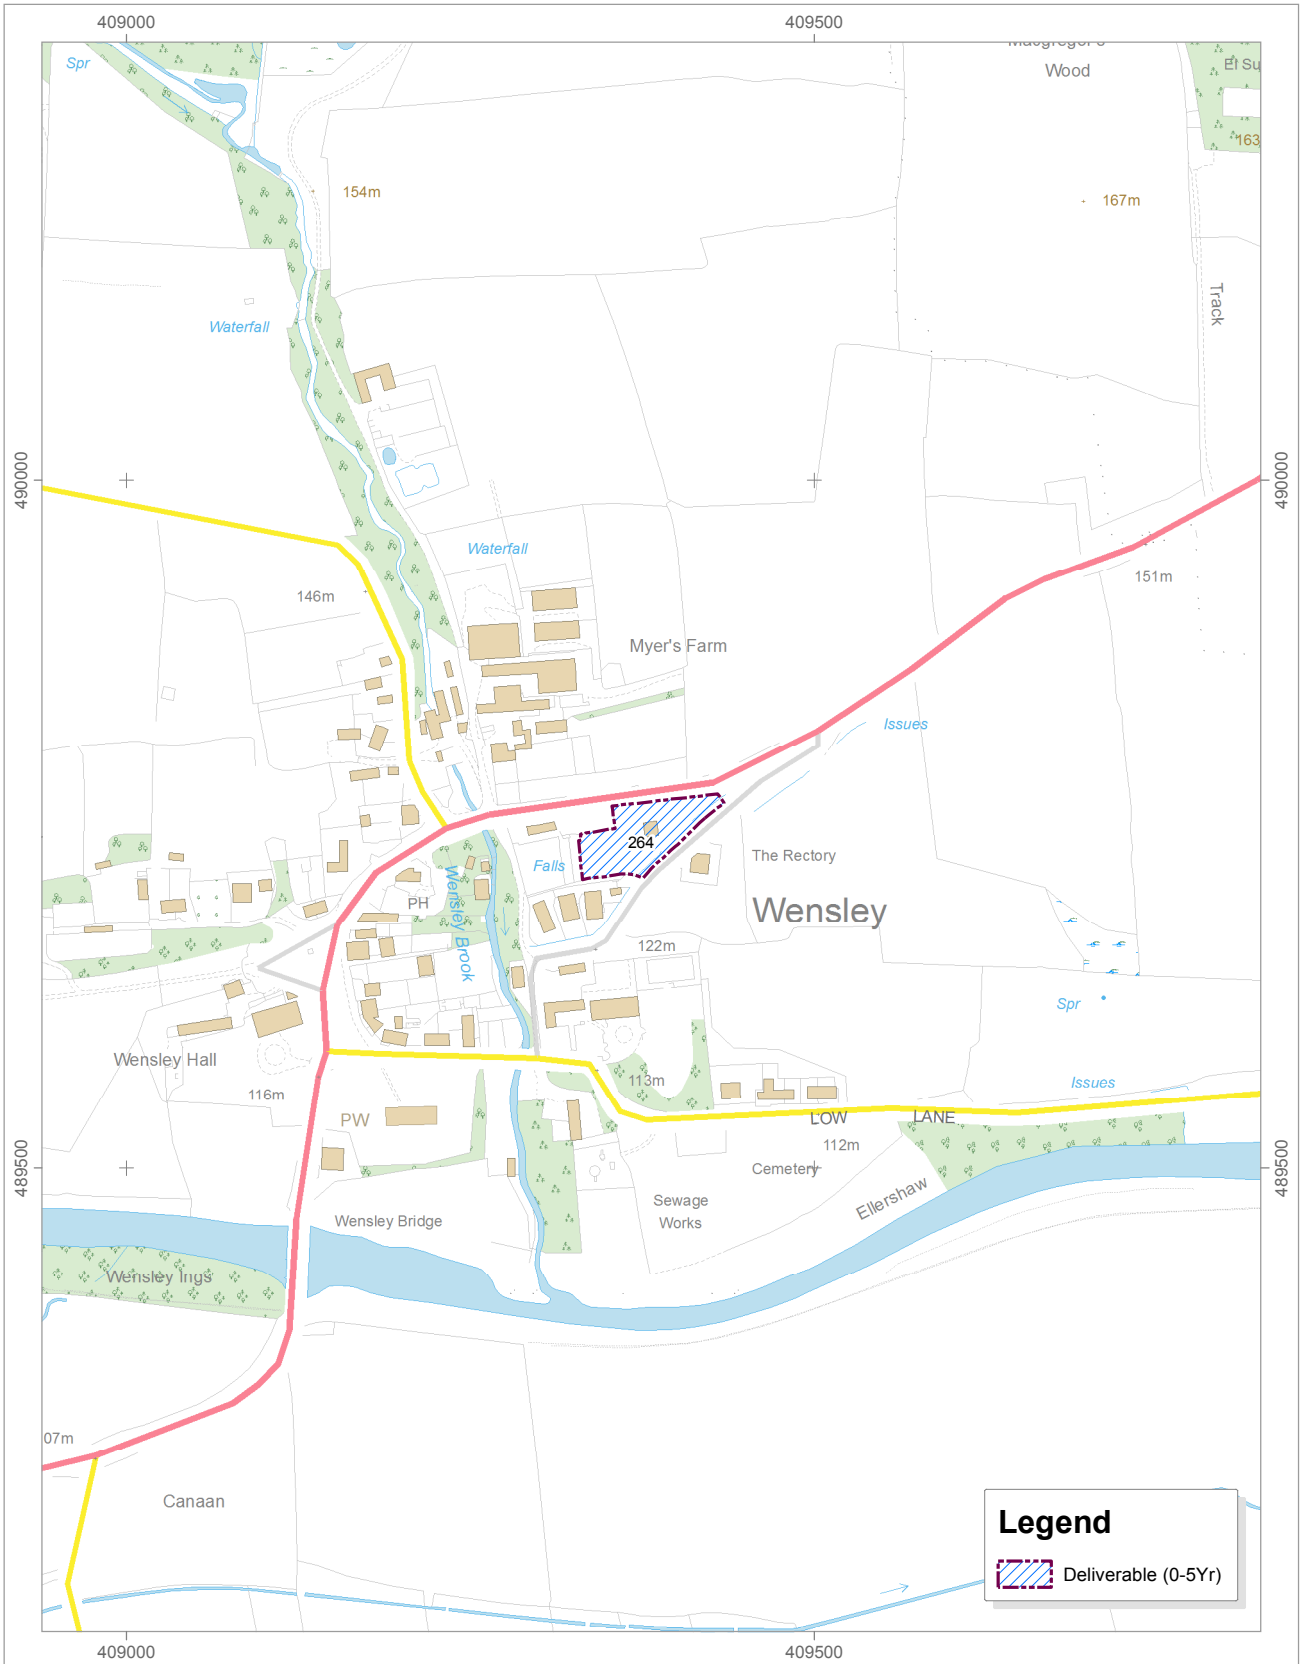 409000
409500
Spr
Macgregor's
Wood
El Su
163
154m
167m
Track
Waterfall
490000
490000
Waterfall
146m
151m
Myer's Farm
Issues
264
The Rectory
Falls
Wensley
PH
Wensley Brook
122m
Spr
Wensley Hall
113m
Issues
116m
PW
LOW LANE
112m
489500
Cemetery
489500
Ellershaw
Sewage
Works
Wensley Bridge
Wensley Ings
07m
Canaan
Legend
Deliverable (0-5Yr)
409000
409500